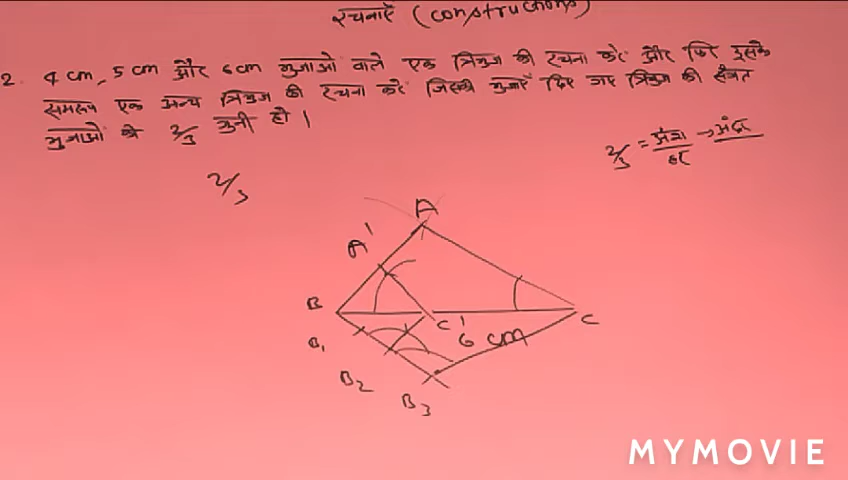 रचनाएँ (constructions)
2. 4 cm, 5 cm और 6 cm भुजाओं वाले एक त्रिभुज की रचना करें और फिर इसके
समरूप एक अन्य त्रिभुज की रचना करें जिसकी भुजाएँ दिए गए त्रिभुज की संगत
भुजाओं की 2/3 गुनी हो।
2/3 = अंश / हर →अंदर
2/3
A
A'
B
C'
C
6 cm
B1
B2
B3
MYMOVIE